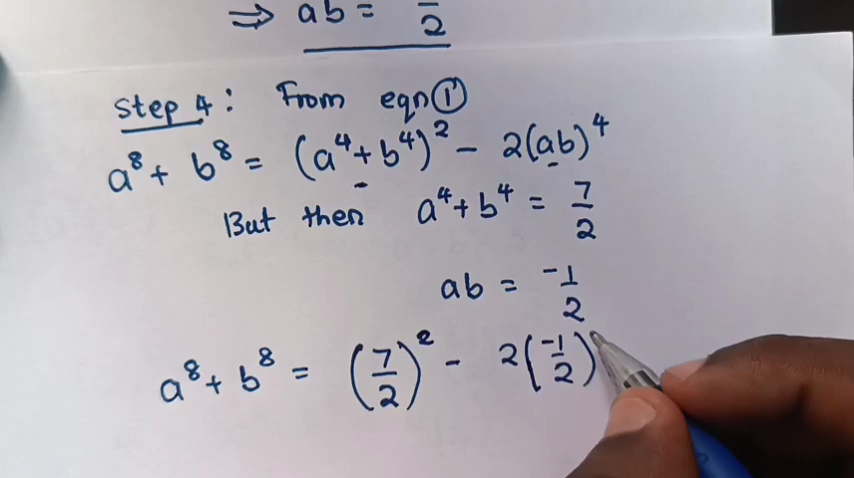 ⇒ ab = —/2
Step 4: From eqn ①
a⁸ + b⁸ = (a⁴ + b⁴)² - 2(ab)⁴
But then a⁴ + b⁴ = 7/2
ab = -1/2
a⁸ + b⁸ = (7/2)² - 2(-1/2)